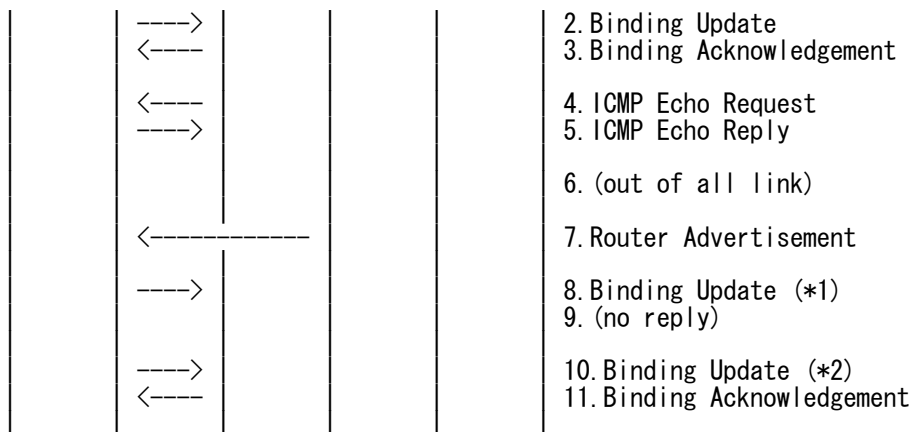 ----> 2.Binding Update
<---- 3.Binding Acknowledgement
<---- 4.ICMP Echo Request
----> 5.ICMP Echo Reply
6.(out of all link)
<------------- 7.Router Advertisement
----> 8.Binding Update (*1)
9.(no reply)
----> 10.Binding Update (*2)
<---- 11.Binding Acknowledgement